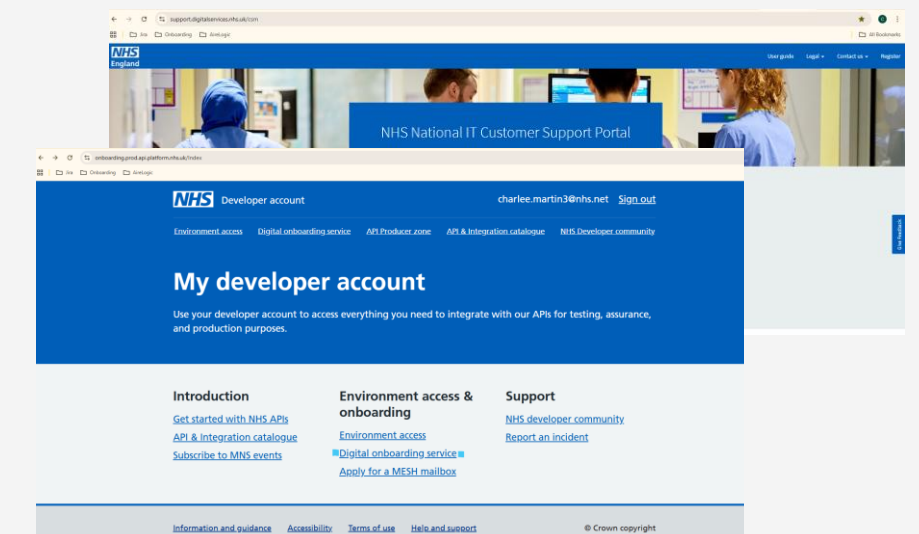 support.digitalservices.nhs.uk/csm
Jira Onboarding AireLogic
All Bookmarks
NHS
England
User guide Legal Contact us Register
NHS National IT Customer Support Portal
Give feedback
onboarding.prod.api.platform.nhs.uk/Index
Jira Onboarding AireLogic
NHS Developer account
charlee.martin3@nhs.net Sign out
Environment access Digital onboarding service API Producer zone API & Integration catalogue NHS Developer community
My developer account
Use your developer account to access everything you need to integrate with our APIs for testing, assurance,
and production purposes.
Introduction
Get started with NHS APIs
API & Integration catalogue
Subscribe to MNS events
Environment access &
onboarding
Environment access
Digital onboarding service
Apply for a MESH mailbox
Support
NHS developer community
Report an incident
Information and guidance Accessibility Terms of use Help and support
© Crown copyright